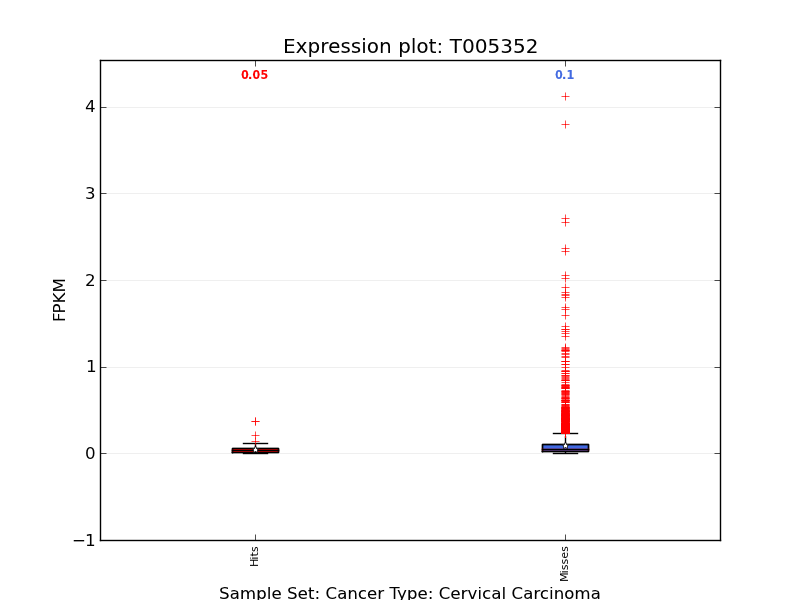 Expression plot: T005352
0.05 0.1
4
3
2
1
0
−1
FPKM
Hits
Misses
Sample Set: Cancer Type: Cervical Carcinoma